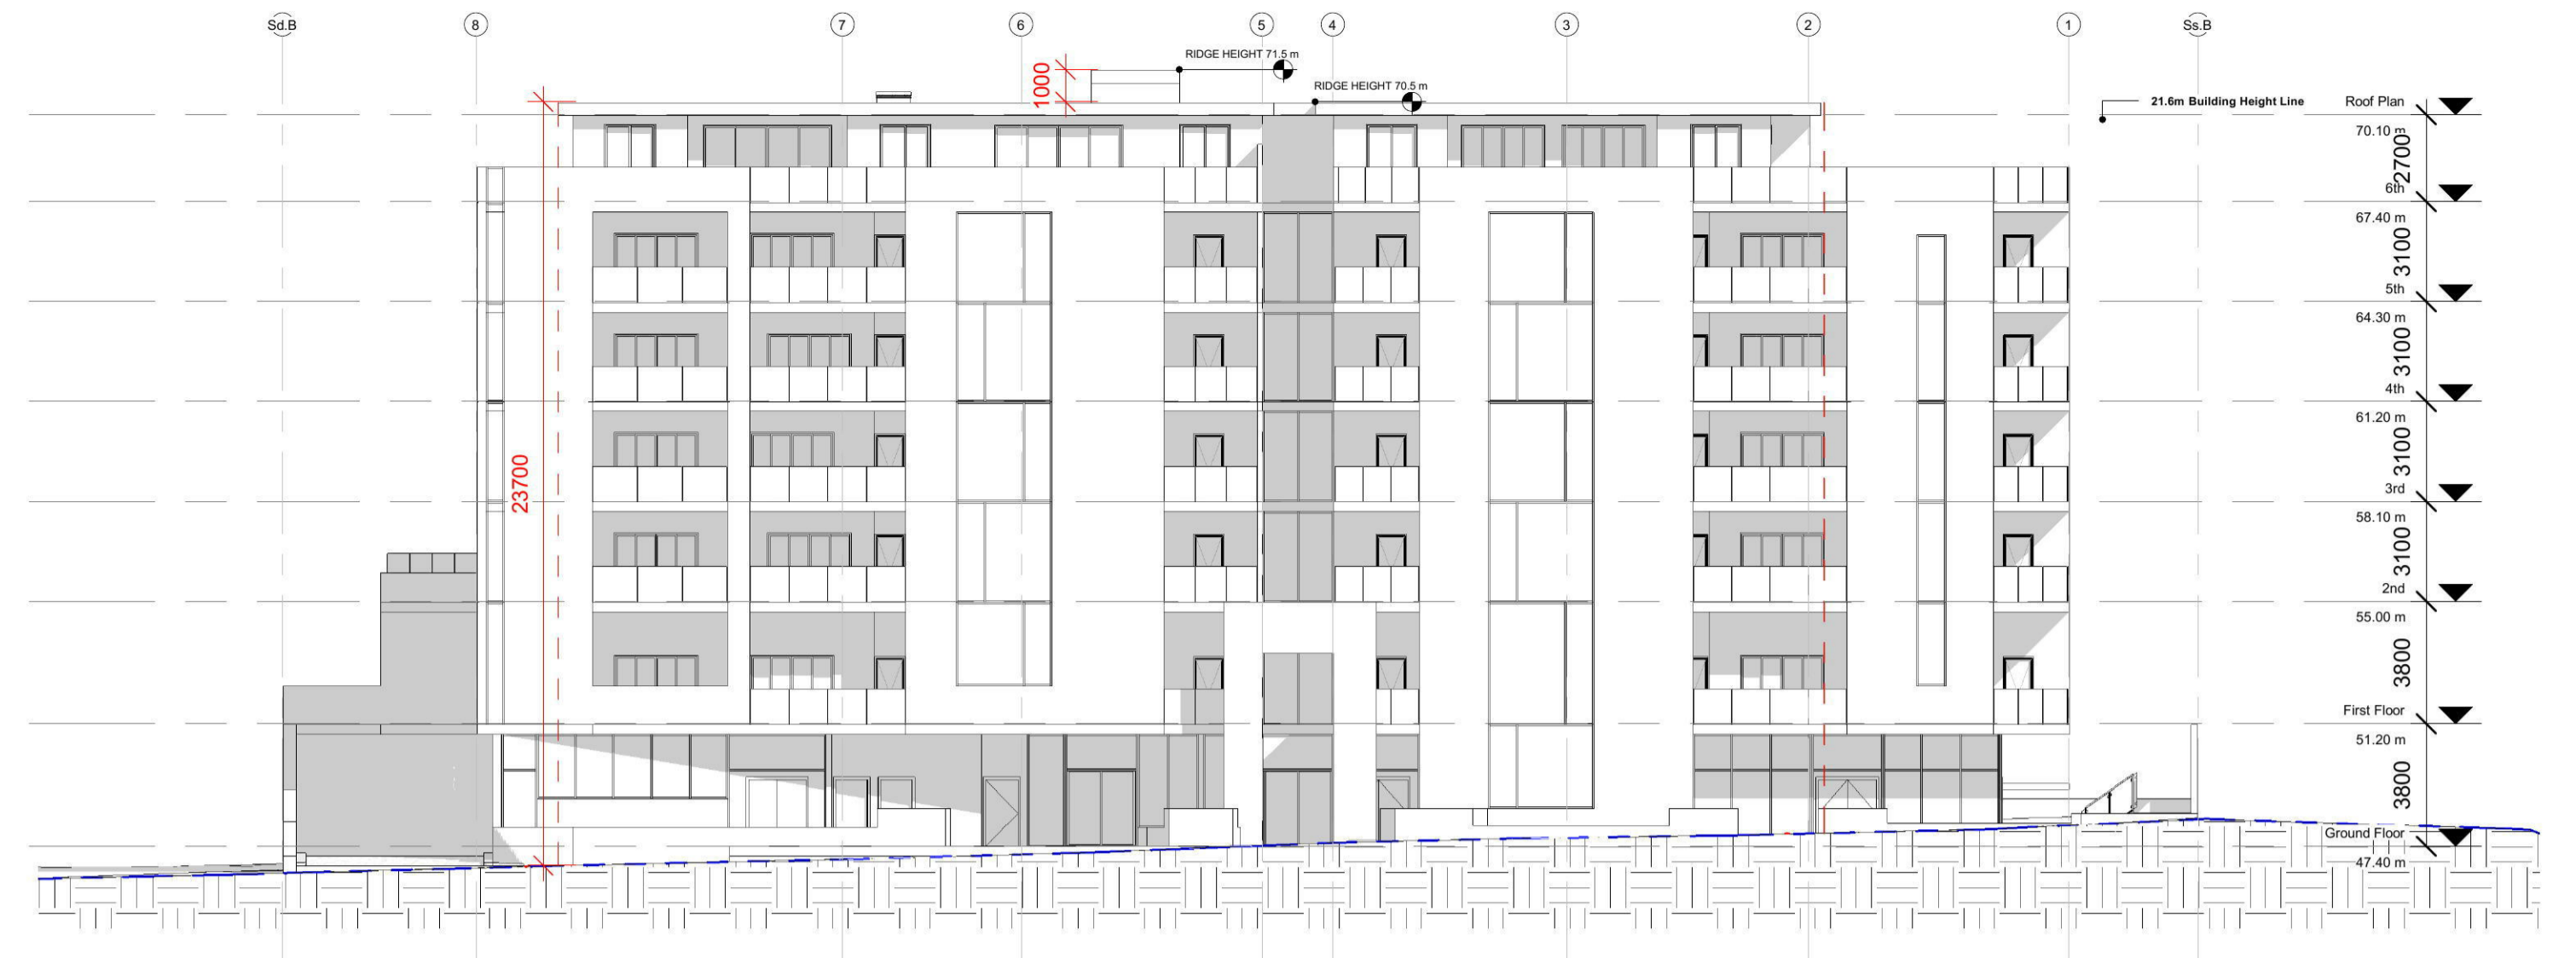 Sd.B
8
7
6
5
4
3
2
1
Ss.B
RIDGE HEIGHT 71.5 m
1000
RIDGE HEIGHT 70.5 m
21.6m Building Height Line
Roof Plan
70.10 m
2700
6th
67.40 m
3100
5th
64.30 m
3100
4th
61.20 m
3100
23700
3rd
58.10 m
3100
2nd
55.00 m
3800
First Floor
51.20 m
3800
Ground Floor
47.40 m